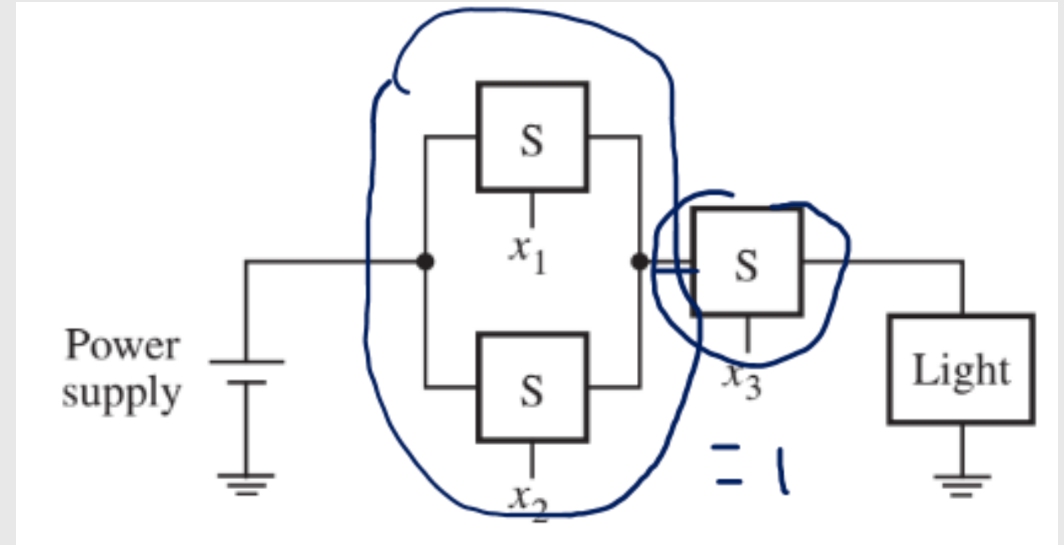 S
x₁
S
x₃
Power
supply
S
x₂
Light
= 1